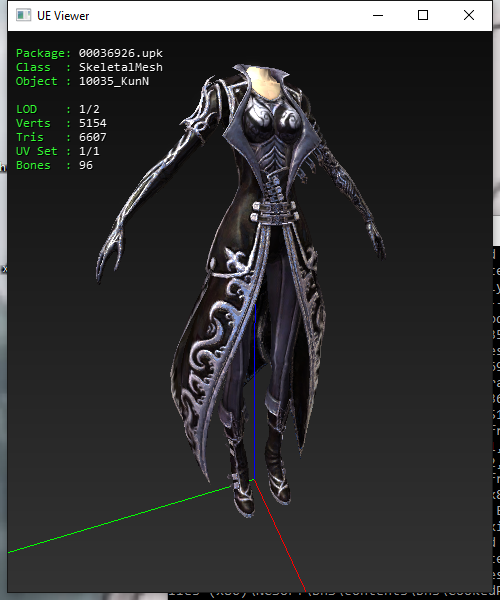 UE Viewer
Package: 00036926.upk
Class : SkeletalMesh
Object : 10035_KunN
LOD : 1/2
Verts : 5154
Tris : 6607
UV Set : 1/1
Bones : 96